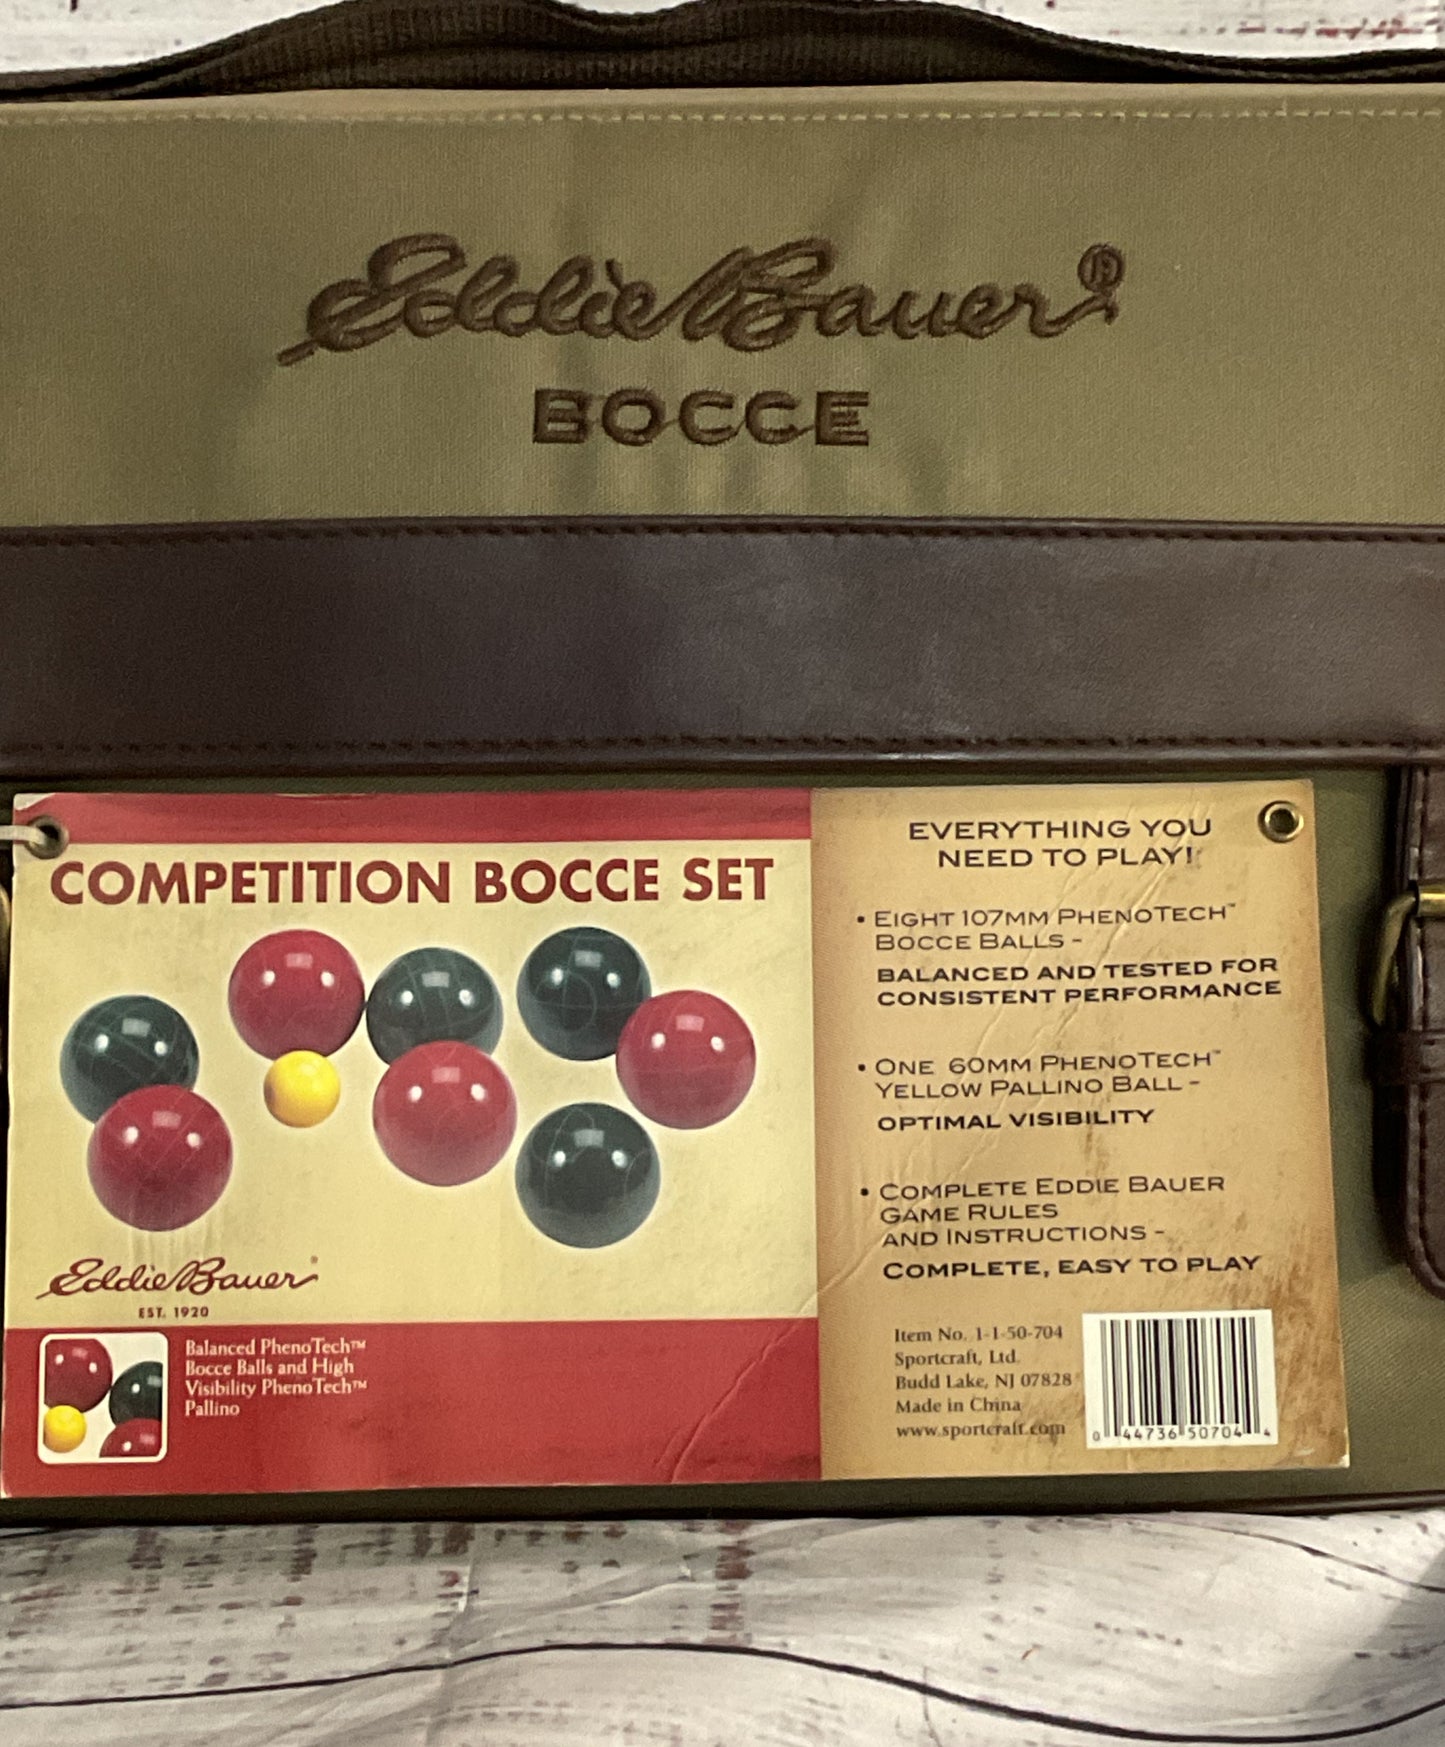 Eddie Bauer®
BOCCE
COMPETITION BOCCE SET
Eddie Bauer®
EST. 1920
Balanced PhenoTech™
Bocce Balls and High
Visibility PhenoTech™
Pallino
EVERYTHING YOU
NEED TO PLAY!
• EIGHT 107MM PHENOTECH™
BOCCE BALLS -
BALANCED AND TESTED FOR
CONSISTENT PERFORMANCE
• ONE 60MM PHENOTECH™
YELLOW PALLINO BALL -
OPTIMAL VISIBILITY
• COMPLETE EDDIE BAUER
GAME RULES
AND INSTRUCTIONS -
COMPLETE, EASY TO PLAY
Item No. 1-1-50-704
Sportcraft, Ltd.
Budd Lake, NJ 07828
Made in China
www.sportcraft.com
0 44736 50704 4